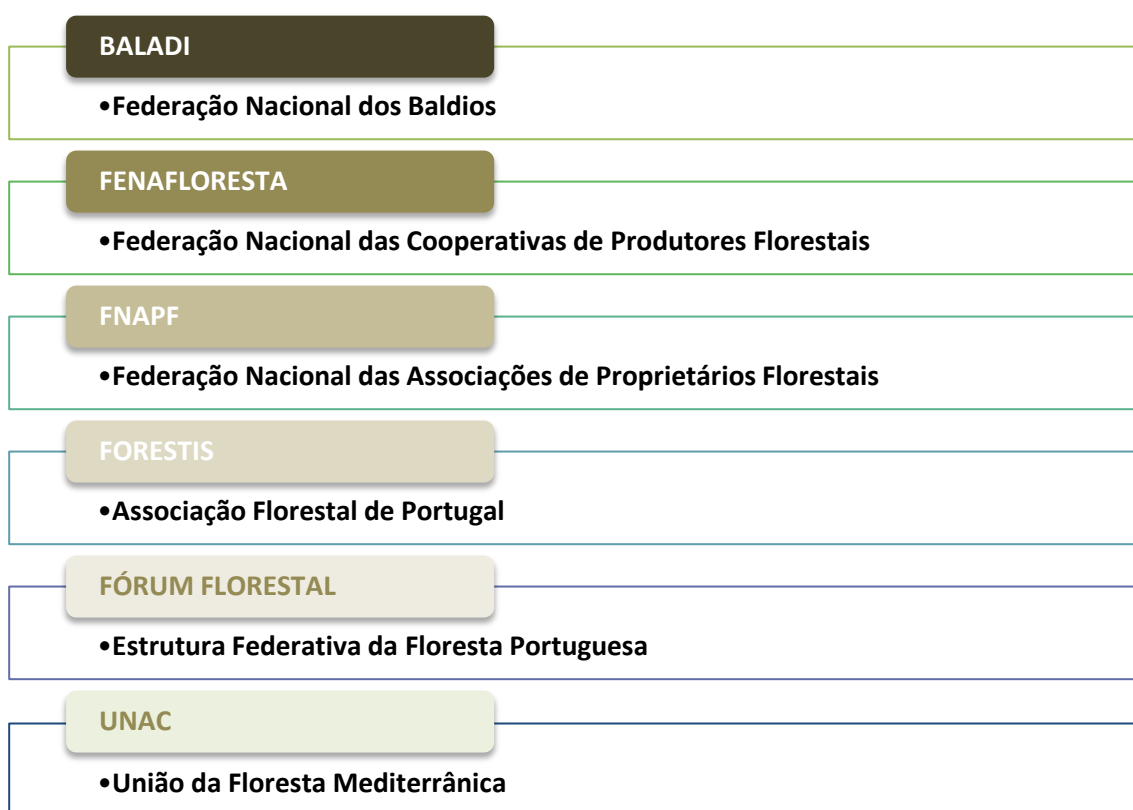 BALADI
•Federação Nacional dos Baldios
FENAFLORESTA
•Federação Nacional das Cooperativas de Produtores Florestais
FNAPF
•Federação Nacional das Associações de Proprietários Florestais
FORESTIS
•Associação Florestal de Portugal
FÓRUM FLORESTAL
•Estrutura Federativa da Floresta Portuguesa
UNAC
•União da Floresta Mediterrânica